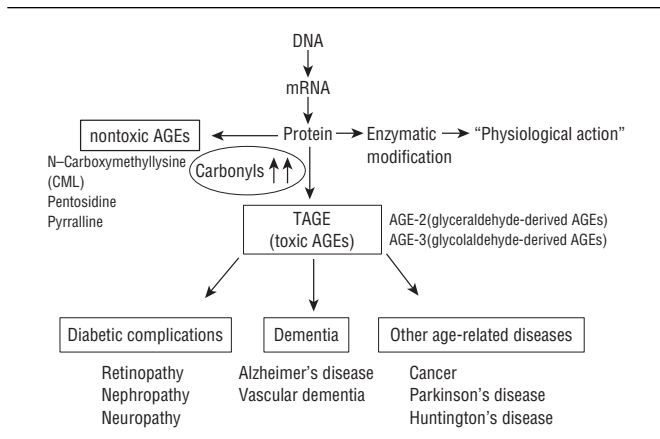 DNA
mRNA
nontoxic AGEs
Protein
Enzymatic
modification
“Physiological action”
N–Carboxymethyllysine
(CML)
Pentosidine
Pyrralline
Carbonyls
TAGE
(toxic AGEs)
AGE-2(glyceraldehyde-derived AGEs)
AGE-3(glycolaldehyde-derived AGEs)
Diabetic complications
Retinopathy
Nephropathy
Neuropathy
Dementia
Alzheimer’s disease
Vascular dementia
Other age-related diseases
Cancer
Parkinson’s disease
Huntington’s disease